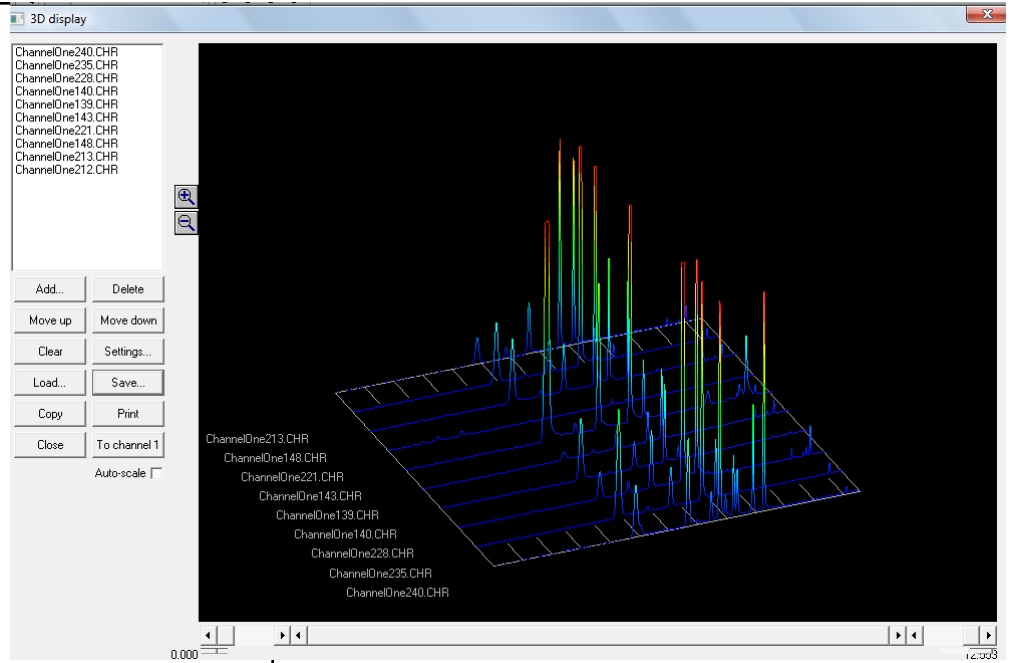 3D display
ChannelOne240.CHR
ChannelOne235.CHR
ChannelOne228.CHR
ChannelOne140.CHR
ChannelOne139.CHR
ChannelOne143.CHR
ChannelOne221.CHR
ChannelOne148.CHR
ChannelOne213.CHR
ChannelOne212.CHR
Add... Delete
Move up Move down
Clear Settings...
Load... Save...
Copy Print
Close To channel 1
Auto-scale
ChannelOne213.CHR
ChannelOne148.CHR
ChannelOne221.CHR
ChannelOne143.CHR
ChannelOne139.CHR
ChannelOne140.CHR
ChannelOne228.CHR
ChannelOne235.CHR
ChannelOne240.CHR
0.000